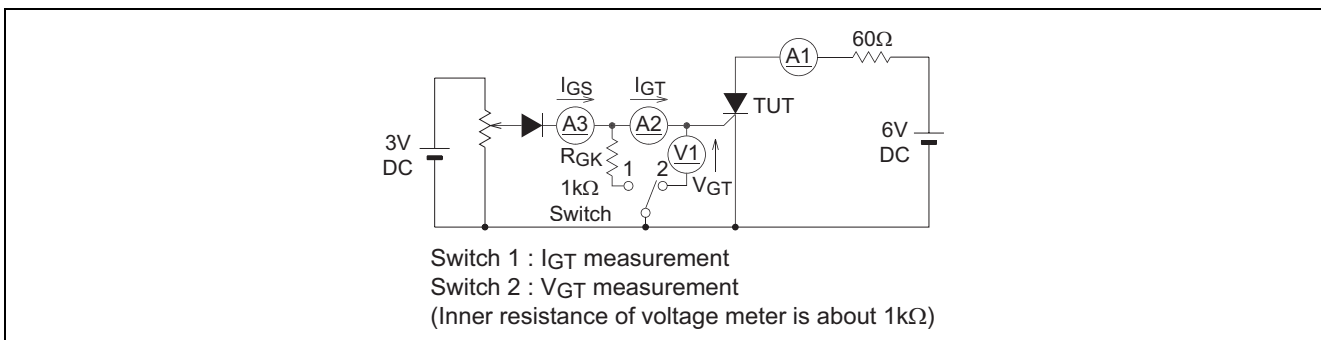 60Ω
A1
IGS
IGT
TUT
A3
A2
3V
DC
6V
DC
RGK
1
2
V1
1kΩ
VGT
Switch
Switch 1 : IGT measurement
Switch 2 : VGT measurement
(Inner resistance of voltage meter is about 1kΩ)